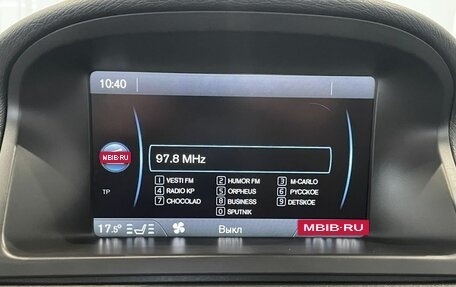 10:40
MBIB.RU
97.8 MHz
TP
1 VESTI FM 2 HUMOR FM 3 M-CARLO
4 RADIO KP 5 ORPHEUS 6 РУССКОЕ
7 CHOCOLAD 8 BUSINESS 9 DETSKOE
0 SPUTNIK
17.5° Выкл MBIB.RU